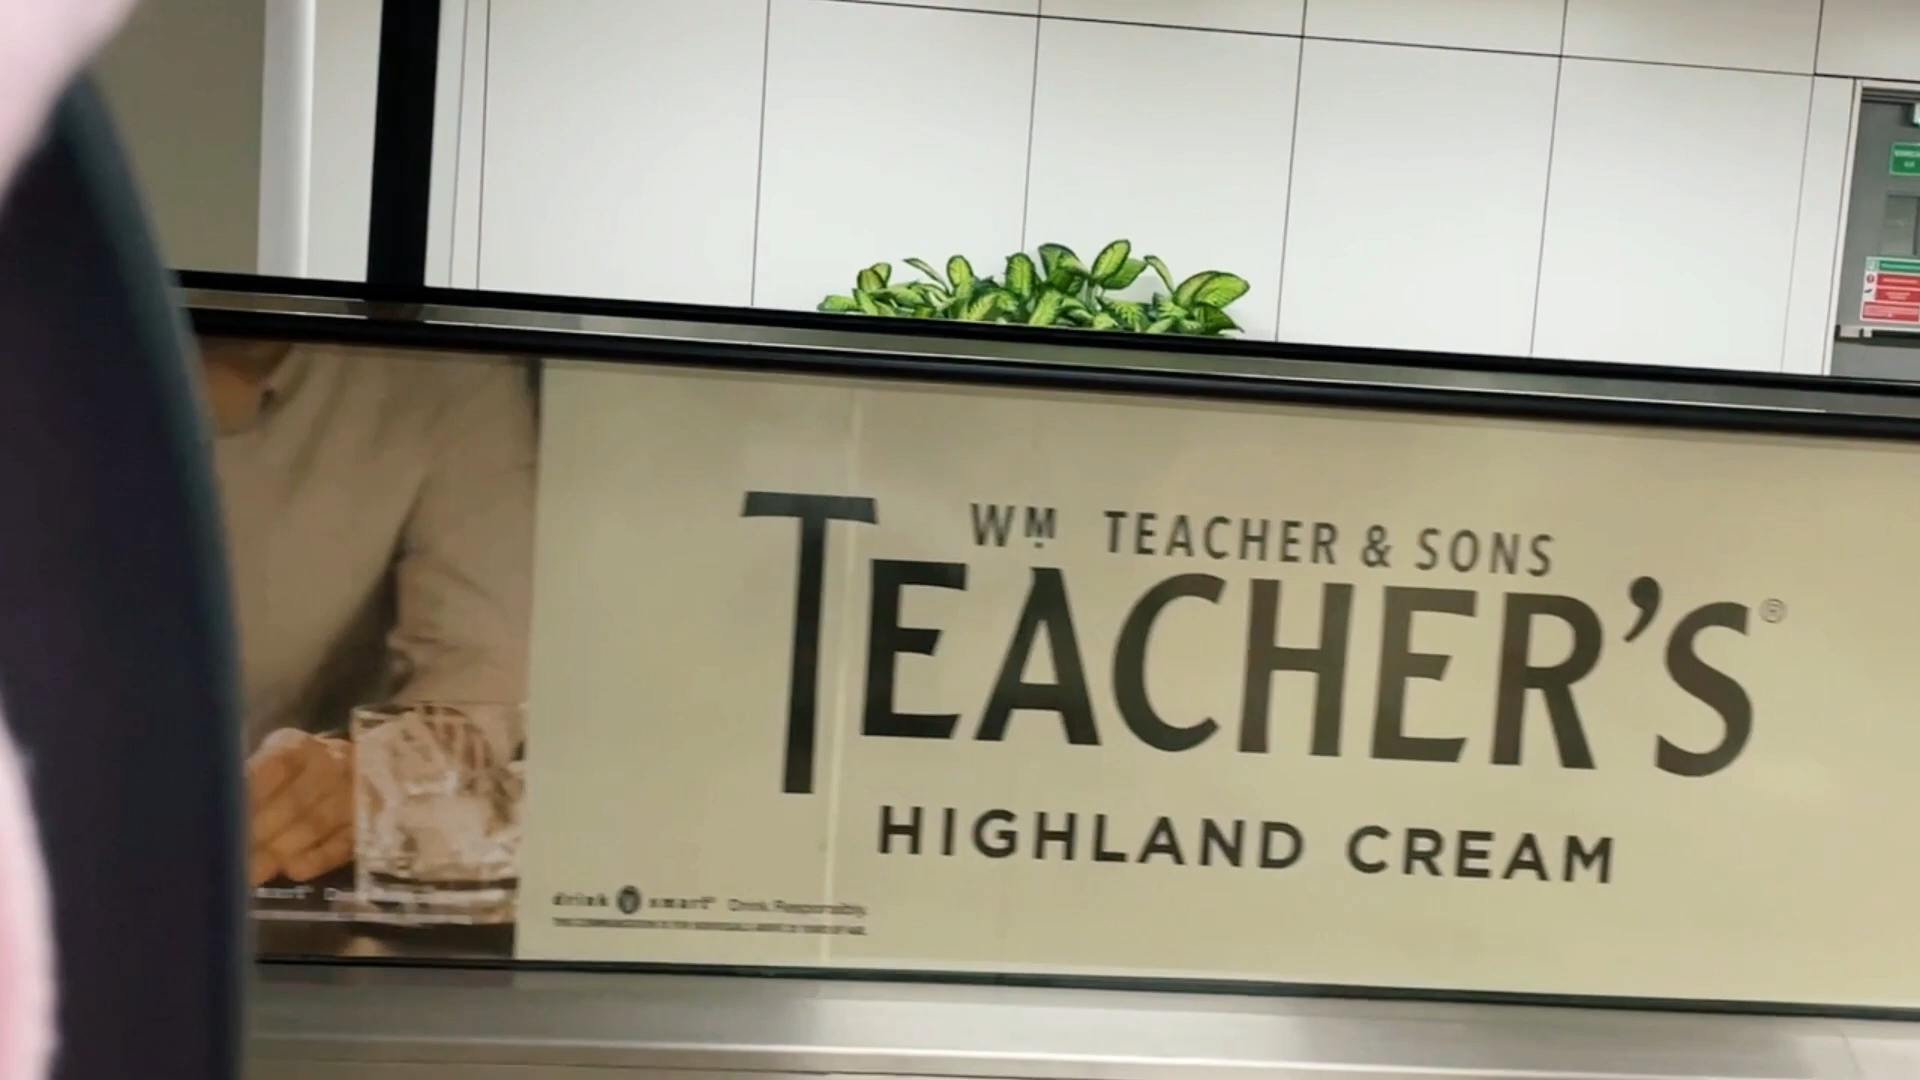 WM TEACHER & SONS
TEACHER'S®
HIGHLAND CREAM
drink smart® Drink Responsibly.